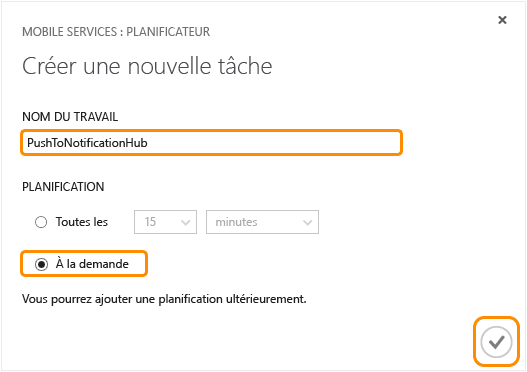 MOBILE SERVICES : PLANIFICATEUR
Créer une nouvelle tâche
NOM DU TRAVAIL
PushToNotificationHub
PLANIFICATION
Toutes les 15 minutes
À la demande
Vous pourrez ajouter une planification ultérieurement.